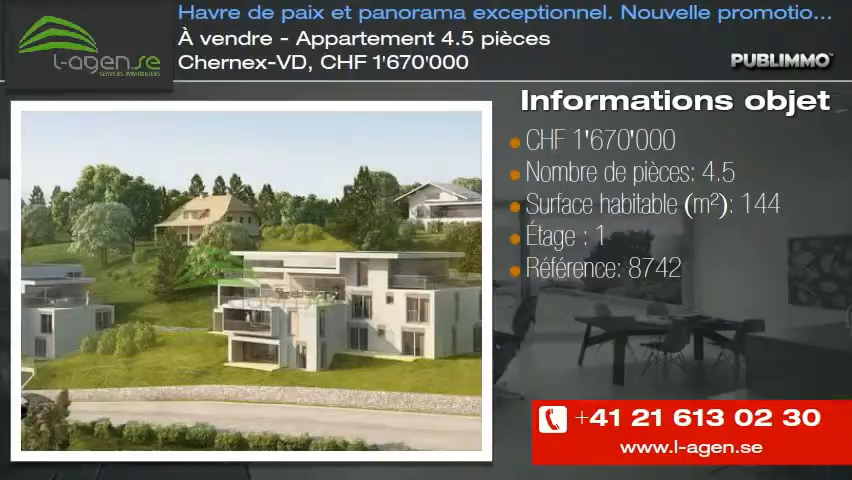 Havre de paix et panorama exceptionnel. Nouvelle promotio...
l-agen.se
SERVICES IMMOBILIERS
À vendre - Appartement 4.5 pièces
Chernex-VD, CHF 1'670'000
PUBLIMMO
Informations objet
CHF 1'670'000
Nombre de pièces: 4.5
Surface habitable (m²): 144
Étage : 1
Référence: 8742
l-agen.se
+41 21 613 02 30
www.l-agen.se